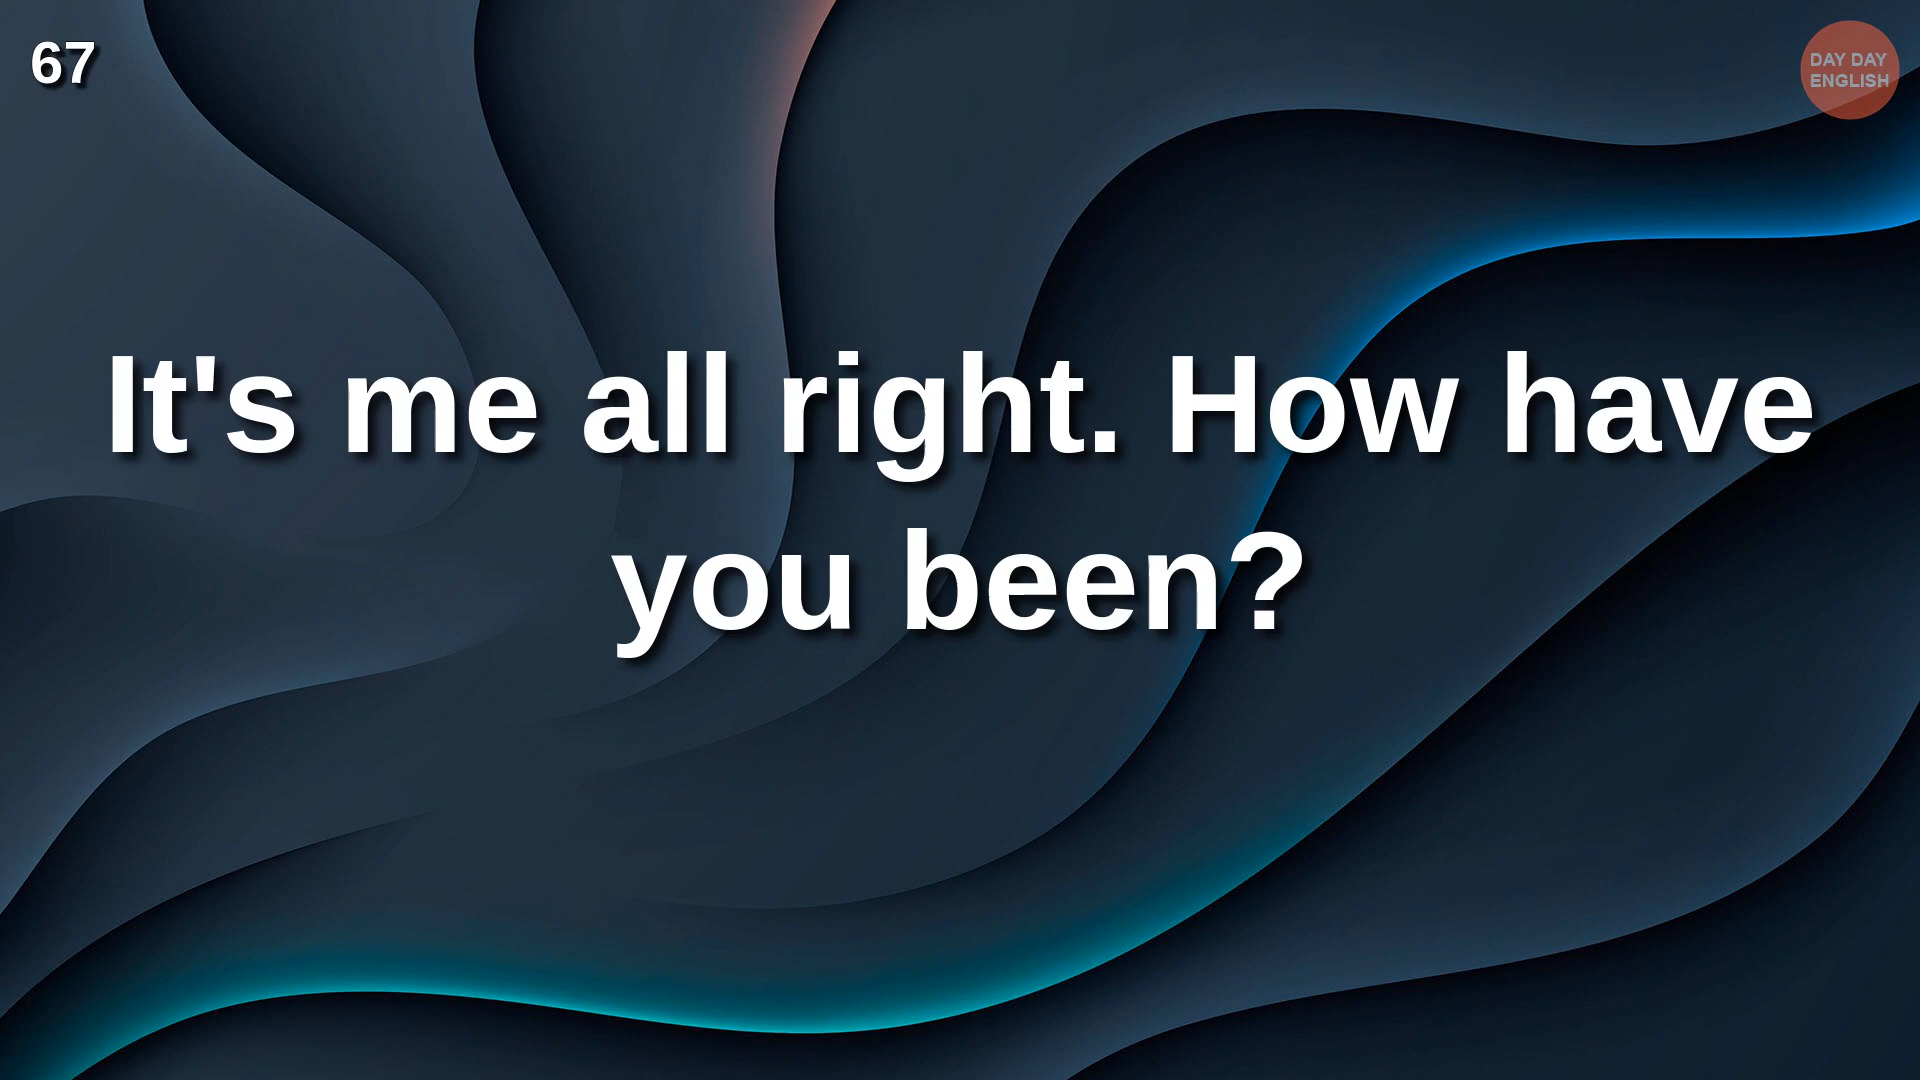 67
DAY DAY
ENGLISH
It's me all right. How have
you been?